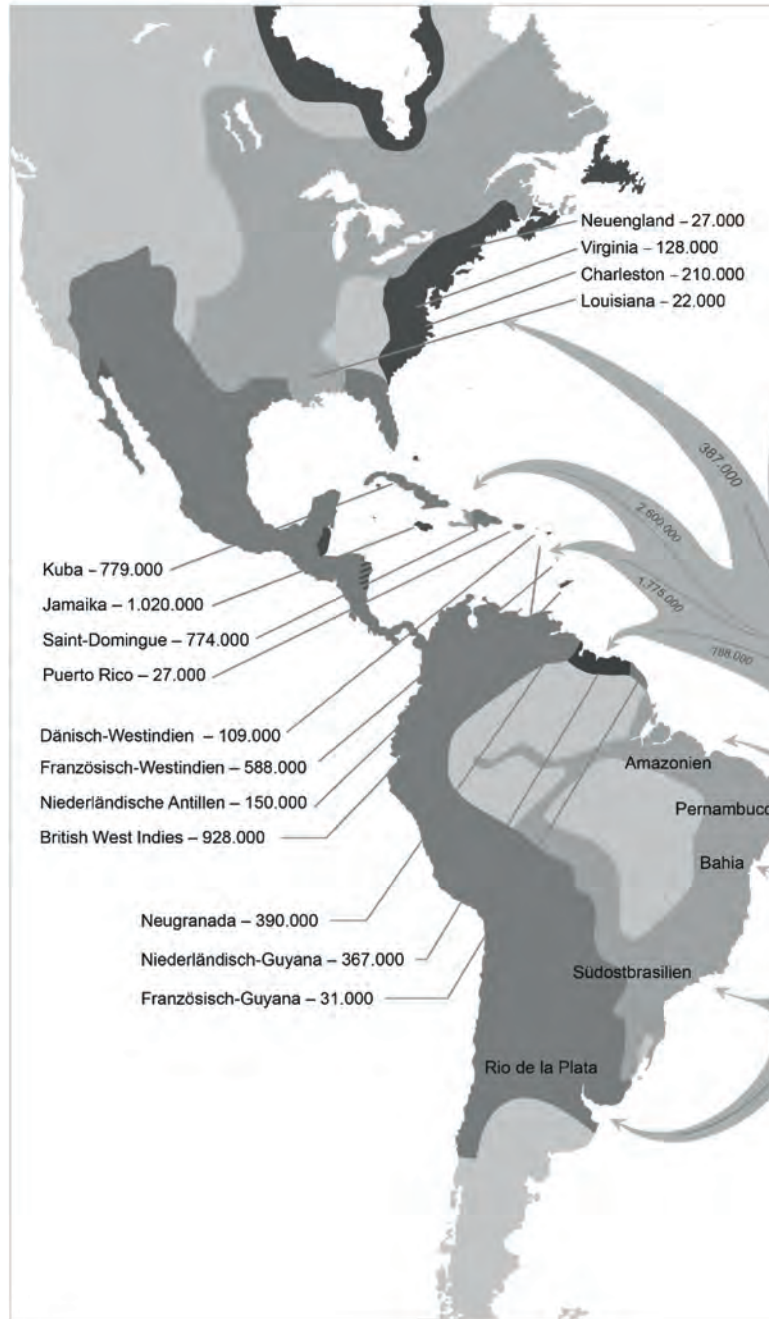 Neuengland – 27.000
Virginia – 128.000
Charleston – 210.000
Louisiana – 22.000
387.000
2.600.000
1.775.000
788.000
Kuba – 779.000
Jamaika – 1.020.000
Saint-Domingue – 774.000
Puerto Rico – 27.000
Dänisch-Westindien – 109.000
Französisch-Westindien – 588.000
Niederländische Antillen – 150.000
British West Indies – 928.000
Amazonien
Pernambuco
Bahia
Neugranada – 390.000
Niederländisch-Guyana – 367.000
Französisch-Guyana – 31.000
Südostbrasilien
Rio de la Plata